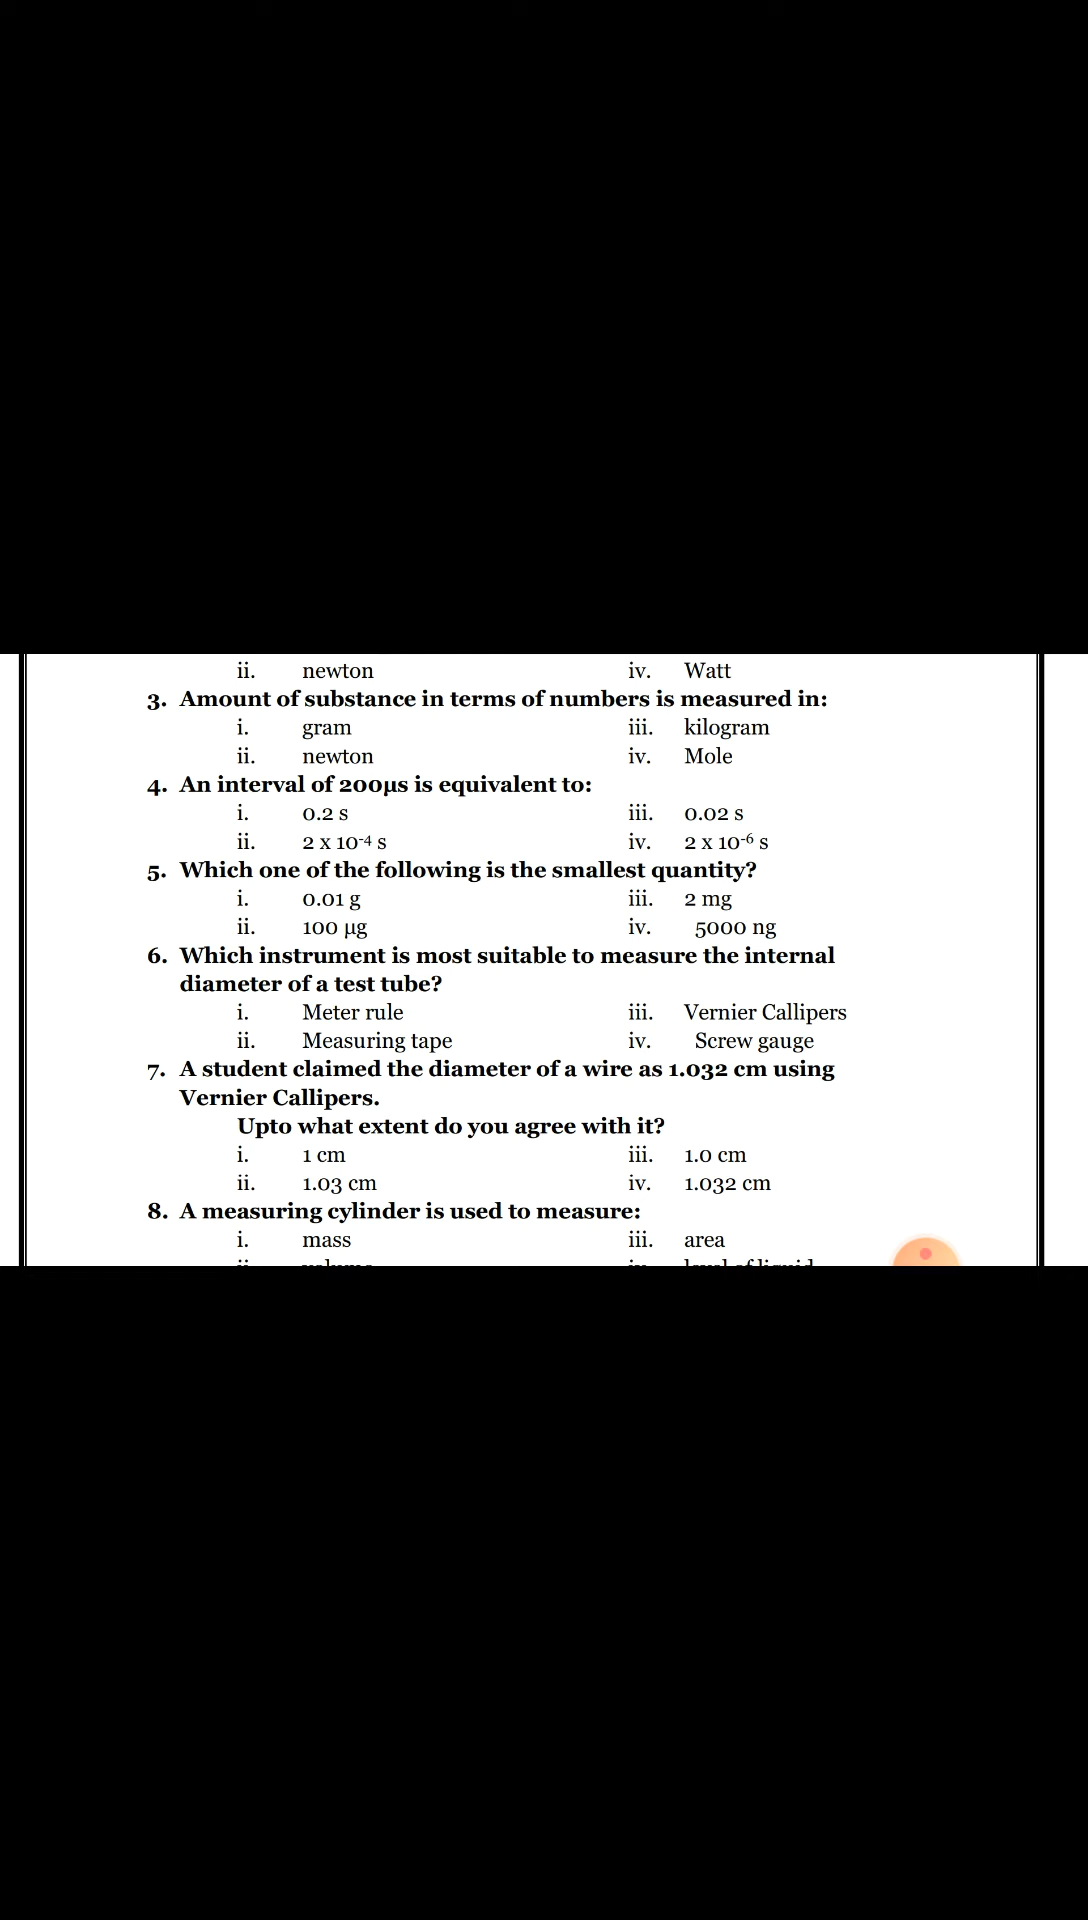 ii. newton iv. Watt
3. Amount of substance in terms of numbers is measured in:
i. gram iii. kilogram
ii. newton iv. Mole
4. An interval of 200μs is equivalent to:
i. 0.2 s iii. 0.02 s
ii. 2 x 10⁻⁴ s iv. 2 x 10⁻⁶ s
5. Which one of the following is the smallest quantity?
i. 0.01 g iii. 2 mg
ii. 100 μg iv. 5000 ng
6. Which instrument is most suitable to measure the internal
diameter of a test tube?
i. Meter rule iii. Vernier Callipers
ii. Measuring tape iv. Screw gauge
7. A student claimed the diameter of a wire as 1.032 cm using
Vernier Callipers.
Upto what extent do you agree with it?
i. 1 cm iii. 1.0 cm
ii. 1.03 cm iv. 1.032 cm
8. A measuring cylinder is used to measure:
i. mass iii. area
ii. volume iv. level of liquid